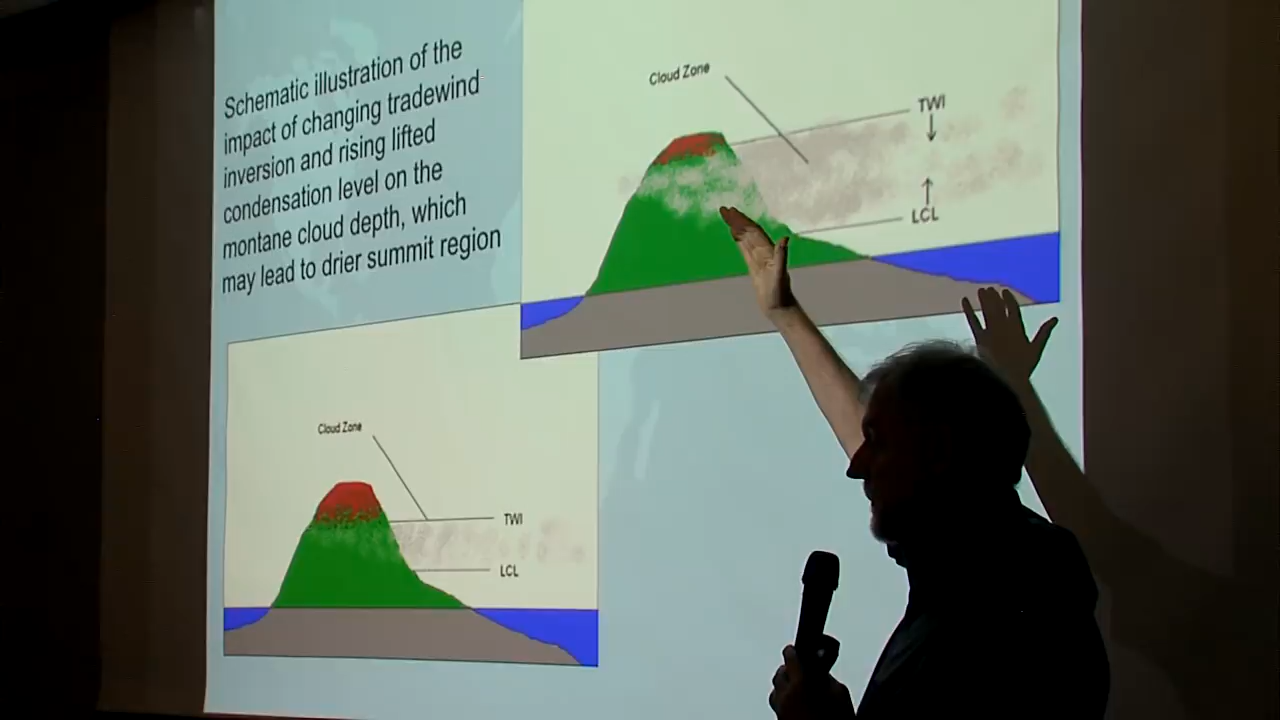 Schematic illustration of the
impact of changing tradewind
inversion and rising lifted
condensation level on the
montane cloud depth, which
may lead to drier summit region
Cloud Zone
TWI
LCL
Cloud Zone
TWI
LCL